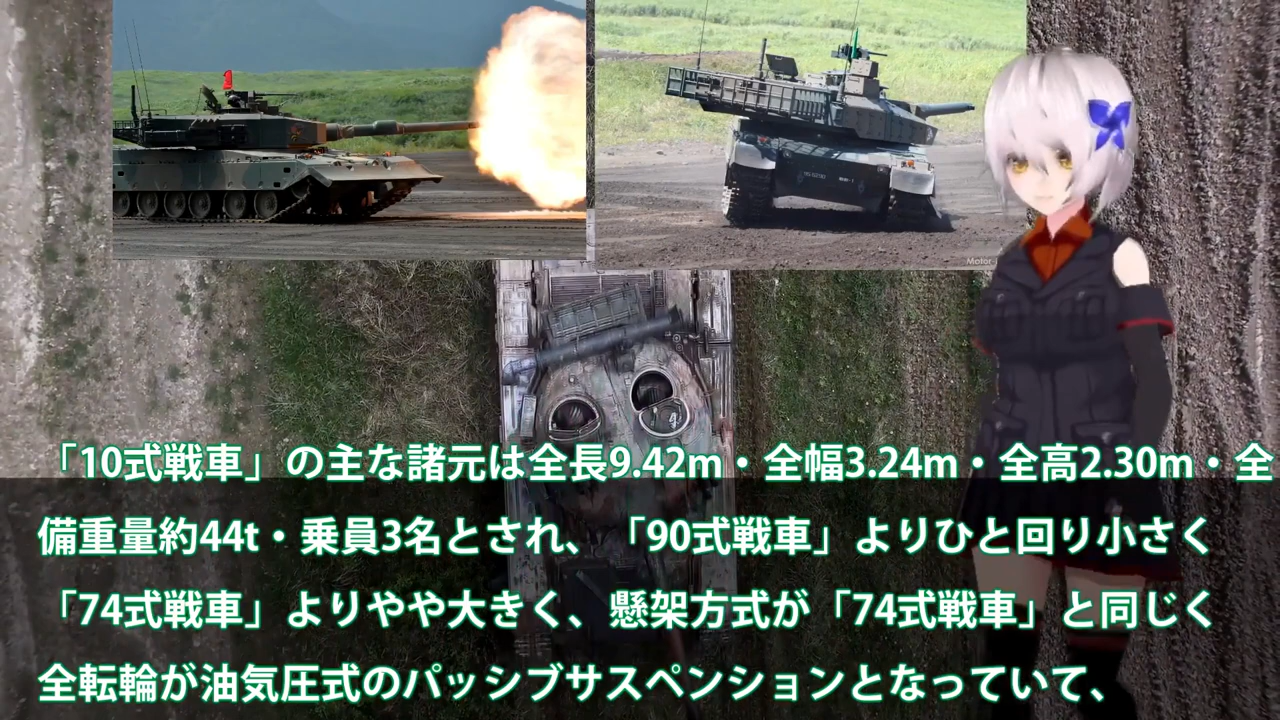 Motor
「10式戦車」の主な諸元は全長9.42m・全幅3.24m・全高2.30m・全
備重量約44t・乗員3名とされ、「90式戦車」よりひと回り小さく
「74式戦車」よりやや大きく、懸架方式が「74式戦車」と同じく
全転輪が油気圧式のパッシブサスペンションとなっていて、